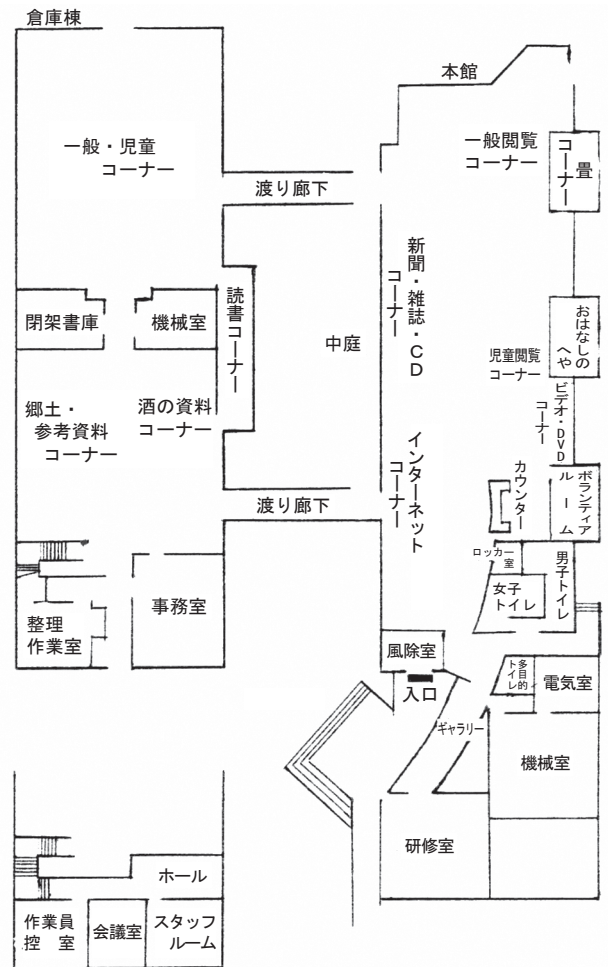 倉庫棟
一般・児童
コーナー
渡り廊下
閉架書庫
機械室
読書コーナー
郷土・
参考資料
コーナー
酒の資料
コーナー
渡り廊下
整理
作業室
事務室
ホール
作業員
控 室
会議室
スタッフ
ルーム
中庭
本館
一般閲覧
コーナー
畳
コーナー
新聞・雑誌・CD
コーナー
おはなしの
へや
児童閲覧
コーナー
ビデオ・DVD
コーナー
インターネット
コーナー
カウンター
ボランティア
ルーム
ロッカー
室
女子
トイレ
男子トイレ
風除室
入口
多目的
トイレ
電気室
ギャラリー
機械室
研修室